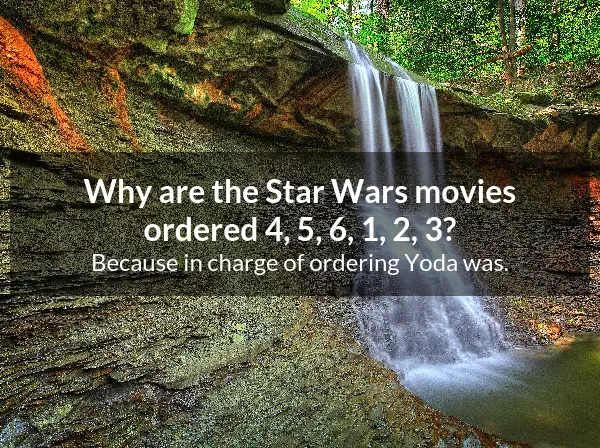 Why are the Star Wars movies
ordered 4, 5, 6, 1, 2, 3?
Because in charge of ordering Yoda was.